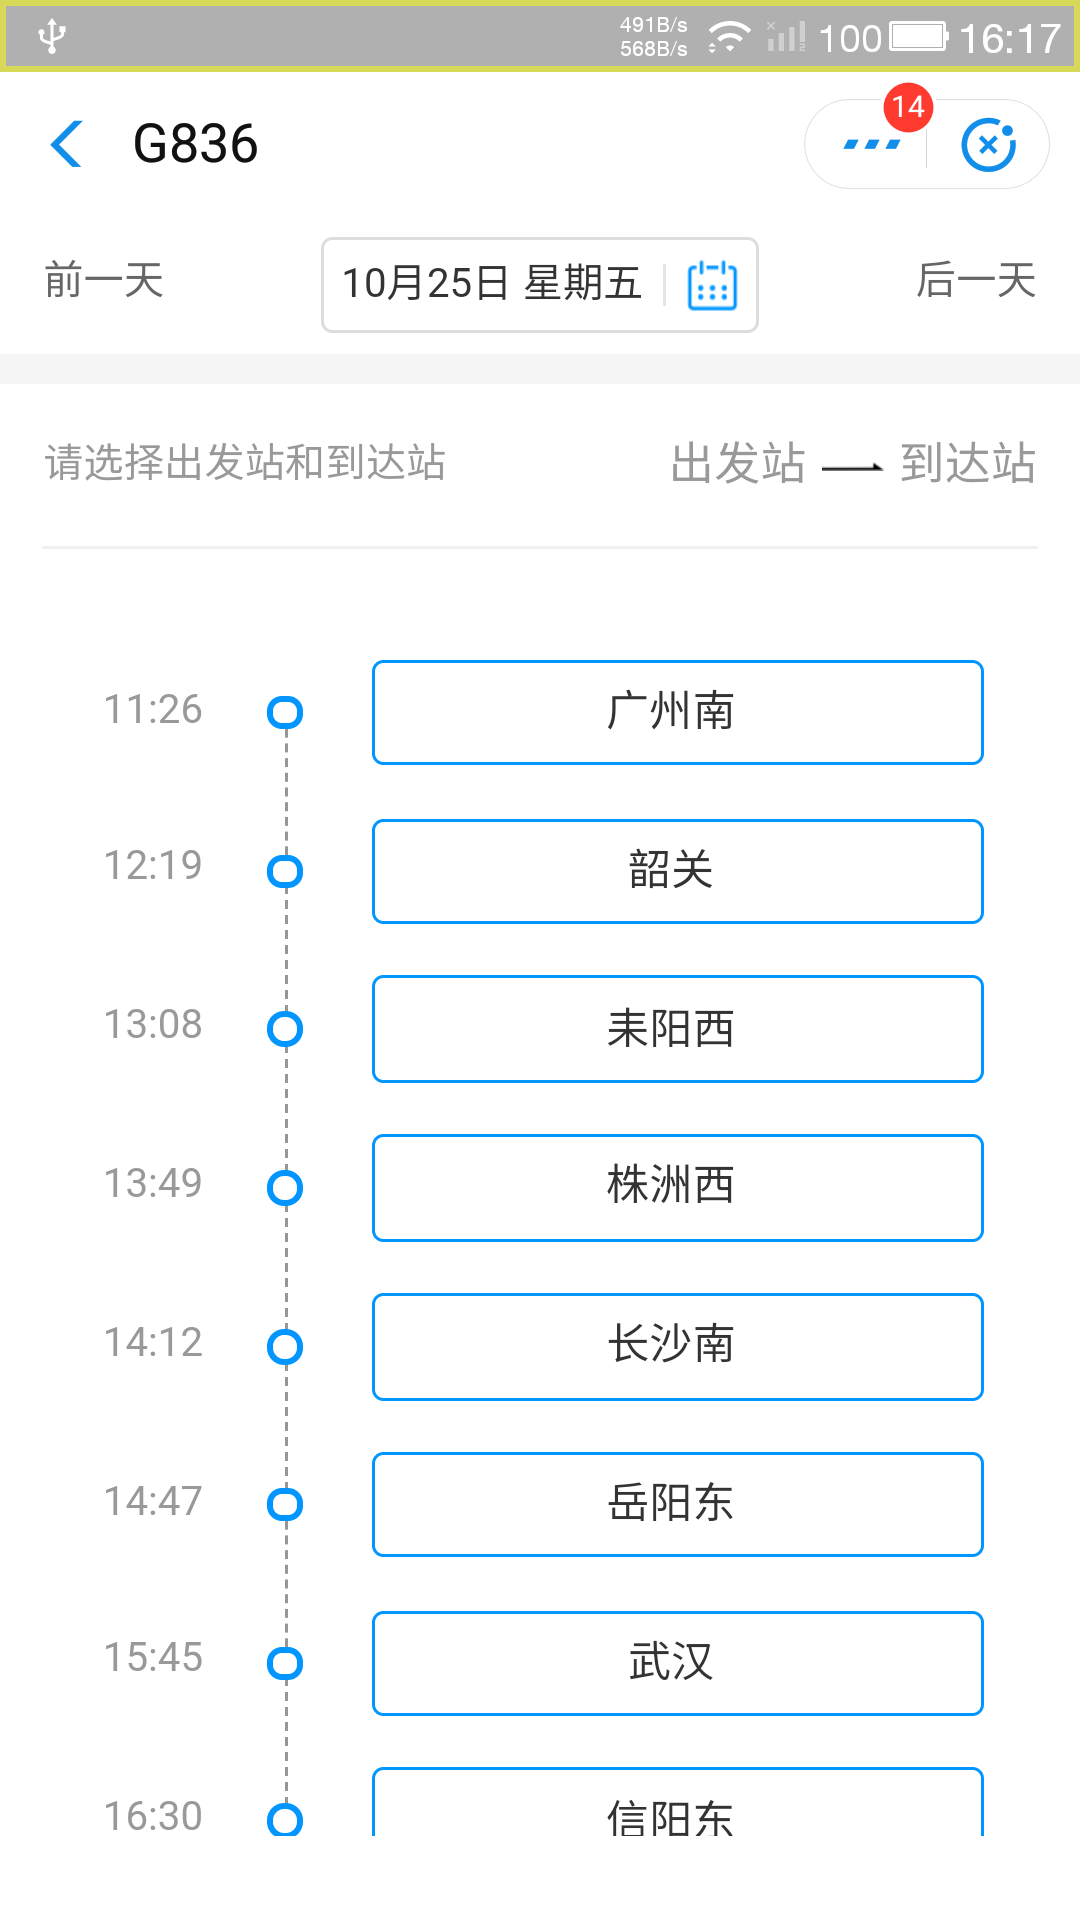 491B/s
568B/s
100
16:17
G836
14
前一天
10月25日 星期五
后一天
请选择出发站和到达站
出发站
到达站
11:26
广州南
12:19
韶关
13:08
耒阳西
13:49
株洲西
14:12
长沙南
14:47
岳阳东
15:45
武汉
16:30
信阳东